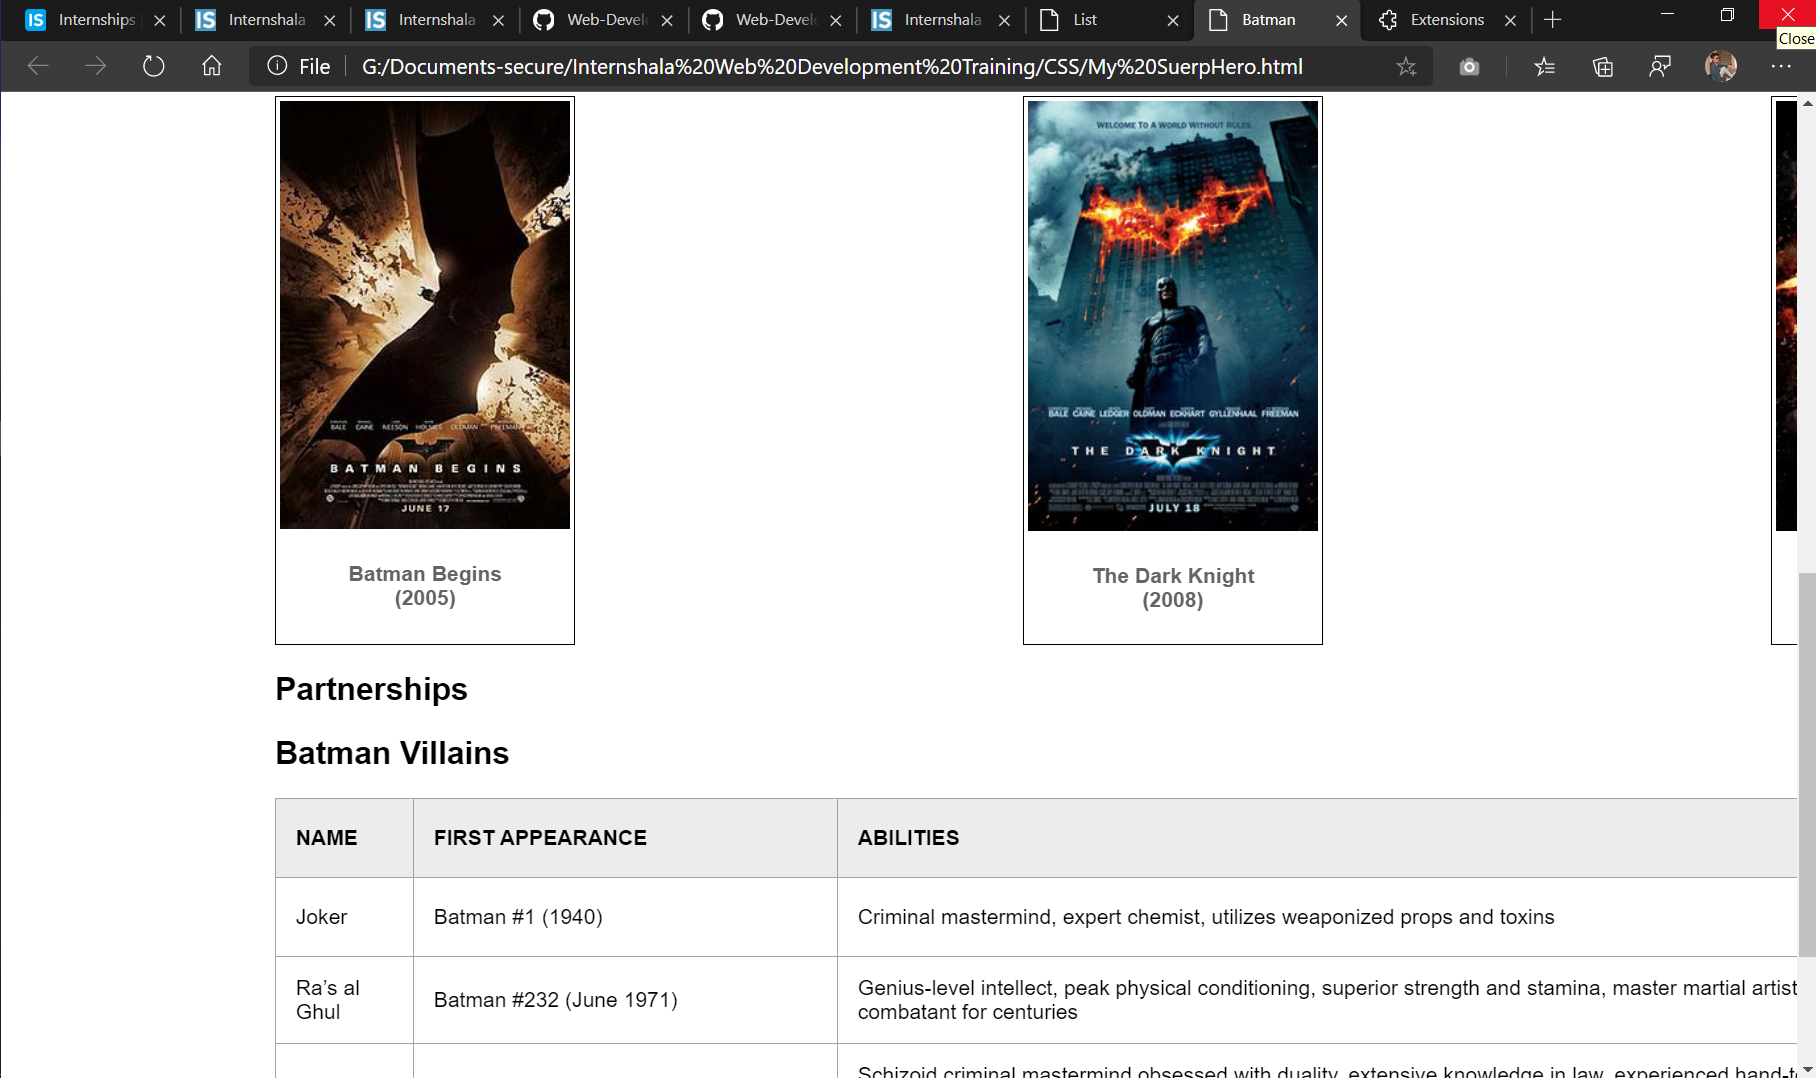 Internships
Internshala
Internshala
Web-Devel
Web-Devel
Internshala
List
Batman
Extensions
Close
File
G:/Documents-secure/Internshala%20Web%20Development%20Training/CSS/My%20SuerpHero.html
BALE CAINE NEESON HOLMES OLDMAN FREEMAN
BATMAN BEGINS
JUNE 17
WELCOME TO A WORLD WITHOUT RULES.
BALE CAINE LEDGER OLDMAN ECKHART GYLLENHAAL FREEMAN
THE DARK KNIGHT
JULY 18
Batman Begins
(2005)
The Dark Knight
(2008)
Partnerships
Batman Villains
NAME FIRST APPEARANCE ABILITIES
Joker Batman #1 (1940) Criminal mastermind, expert chemist, utilizes weaponized props and toxins
Ra’s al
Ghul
Batman #232 (June 1971)
Genius-level intellect, peak physical conditioning, superior strength and stamina, master martial artist
combatant for centuries
Schizoid criminal mastermind obsessed with duality, extensive knowledge in law, experienced hand-t